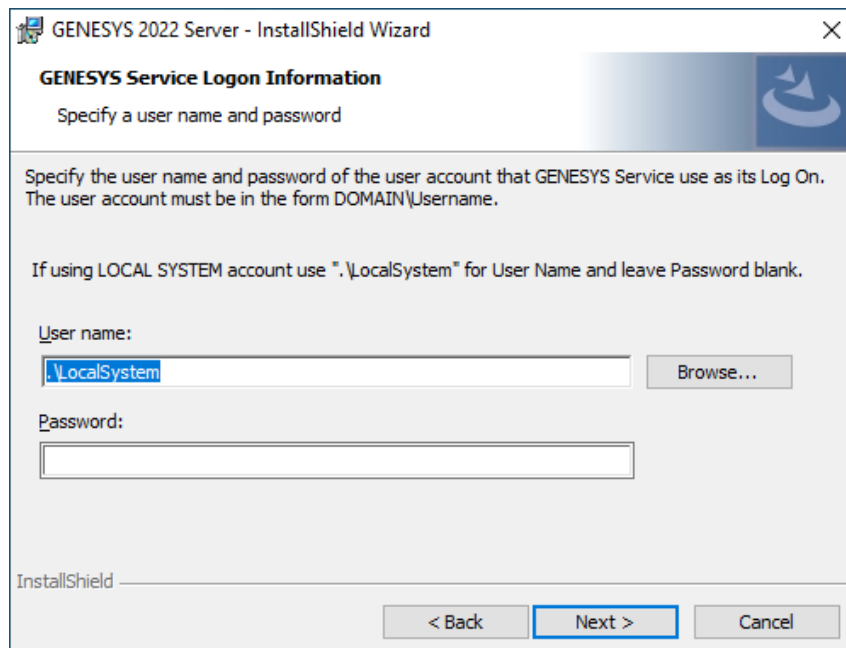 GENESYS 2022 Server - InstallShield Wizard
GENESYS Service Logon Information
Specify a user name and password
Specify the user name and password of the user account that GENESYS Service use as its Log On.
The user account must be in the form DOMAIN\Username.
If using LOCAL SYSTEM account use ".\LocalSystem" for User Name and leave Password blank.
User name:
.\LocalSystem
Browse...
Password:
InstallShield
< Back
Next >
Cancel